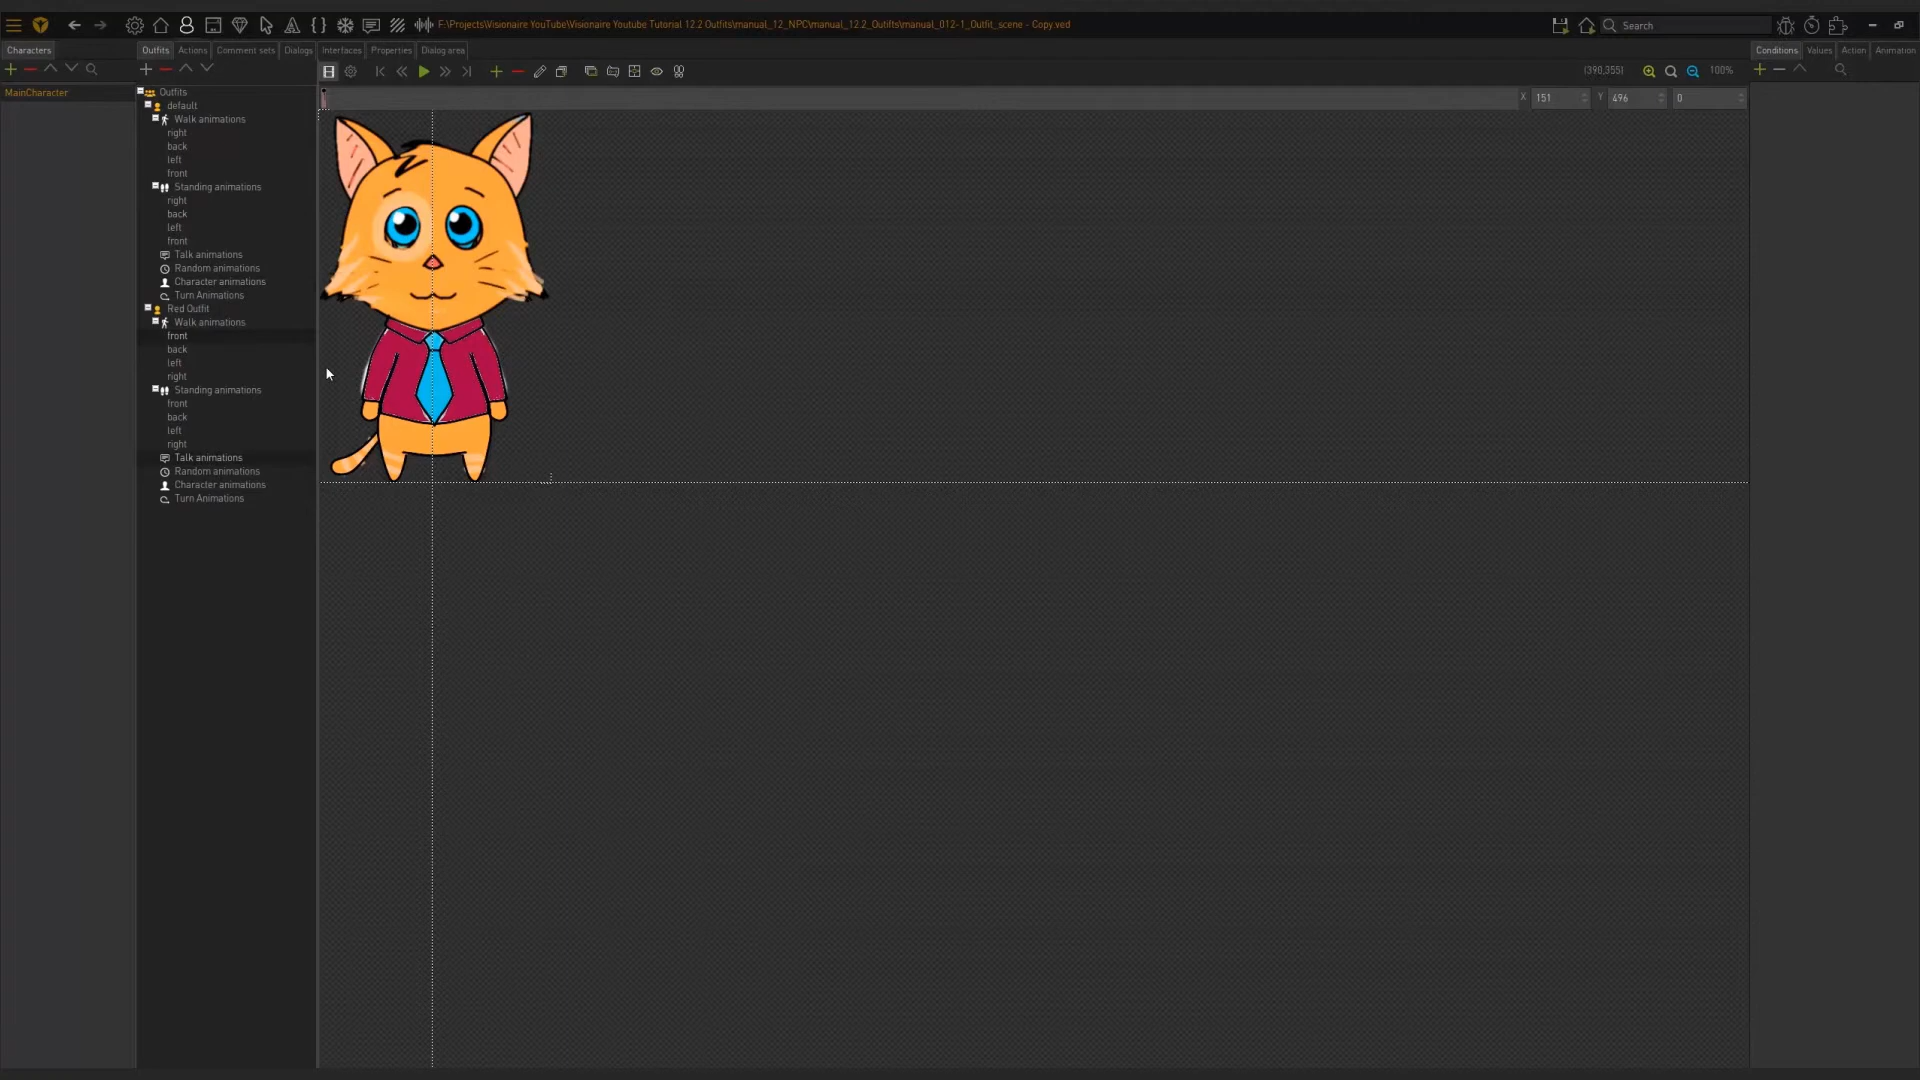 F:\Projects\Visionaire YouTube\Visionaire Youtube Tutorial 12.2 Outfits\manual_12_NPC\manual_12.2_Outifts\manual_012-1_Outfit_scene - Copy.ved
Search
Characters
Outfits
Actions
Comment sets
Dialogs
Interfaces
Properties
Dialog area
Conditions
Values
Action
Animation
(390,355)
100%
MainCharacter
X
151
Y
496
0
Outfits
default
Walk animations
right
back
left
front
Standing animations
right
back
left
front
Talk animations
Random animations
Character animations
Turn Animations
Red Outfit
Walk animations
front
back
left
right
Standing animations
front
back
left
right
Talk animations
Random animations
Character animations
Turn Animations